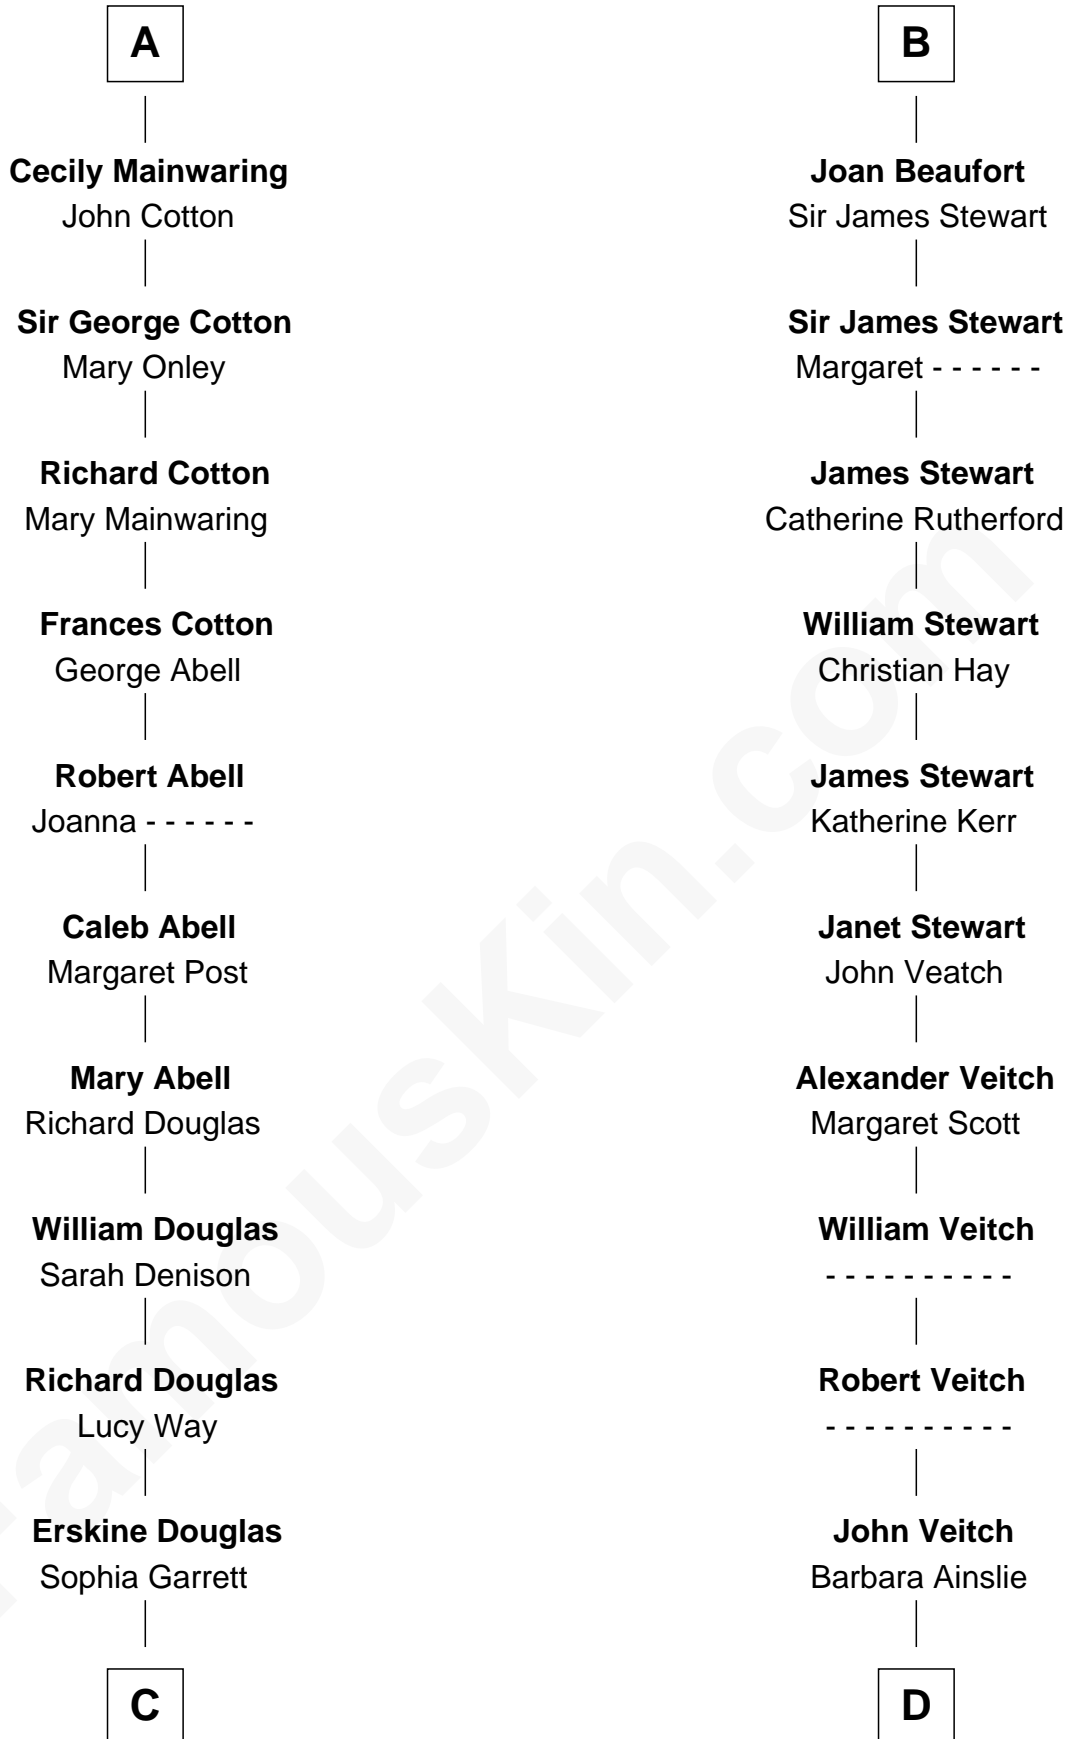 A
Cecily Mainwaring
John Cotton
Sir George Cotton
Mary Onley
Richard Cotton
Mary Mainwaring
Frances Cotton
George Abell
Robert Abell
Joanna - - - - - -
Caleb Abell
Margaret Post
Mary Abell
Richard Douglas
William Douglas
Sarah Denison
Richard Douglas
Lucy Way
Erskine Douglas
Sophia Garrett
C
B
Joan Beaufort
Sir James Stewart
Sir James Stewart
Margaret - - - - - -
James Stewart
Catherine Rutherford
William Stewart
Christian Hay
James Stewart
Katherine Kerr
Janet Stewart
John Veatch
Alexander Veitch
Margaret Scott
William Veitch
- - - - - - - - - -
Robert Veitch
- - - - - - - - - -
John Veitch
Barbara Ainslie
D
FamousKin.com